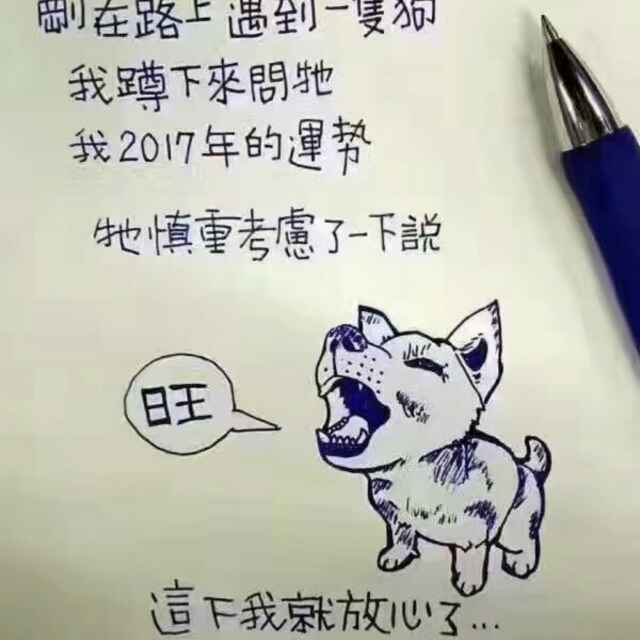 剛在路上遇到一隻狗
我蹲下來問牠
我2017年的運勢
牠慎重考慮了一下說
旺
這下我就放心了...